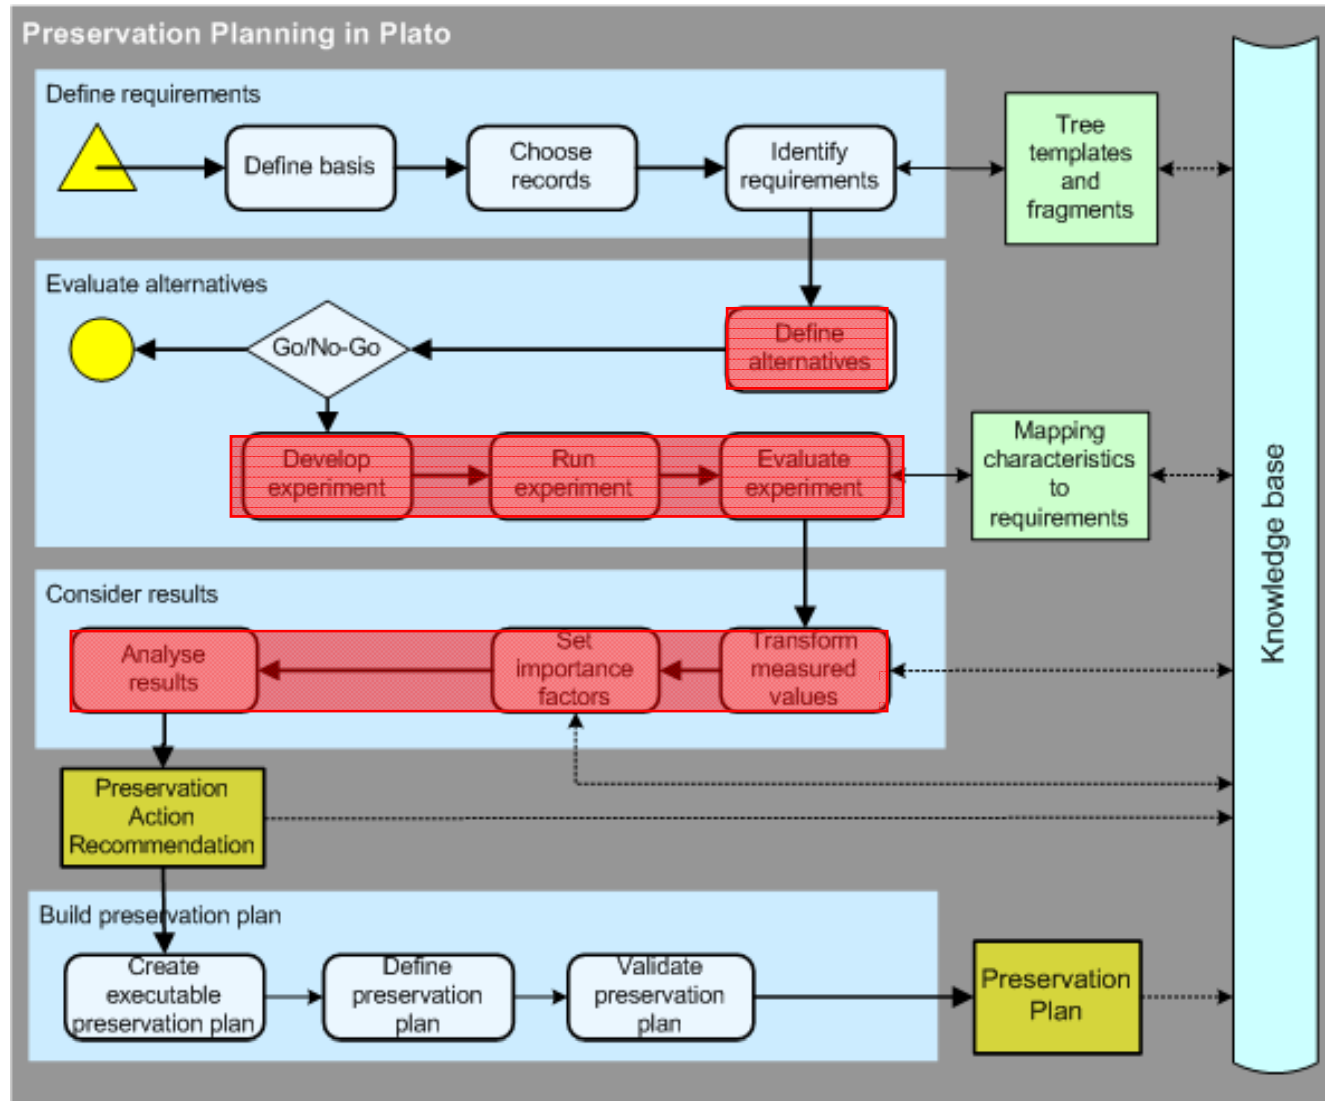 Preservation Planning in Plato
Define requirements
Define basis
Choose
records
Identify
requirements
Tree
templates
and
fragments
Evaluate alternatives
Go/No-Go
Define
alternatives
Develop
experiment
Run
experiment
Evaluate
experiment
Mapping
characteristics
to
requirements
Knowledge base
Consider results
Analyse
results
Set
importance
factors
Transform
measured
values
Preservation
Action
Recommendation
Build preservation plan
Create
executable
preservation plan
Define
preservation
plan
Validate
preservation
plan
Preservation
Plan